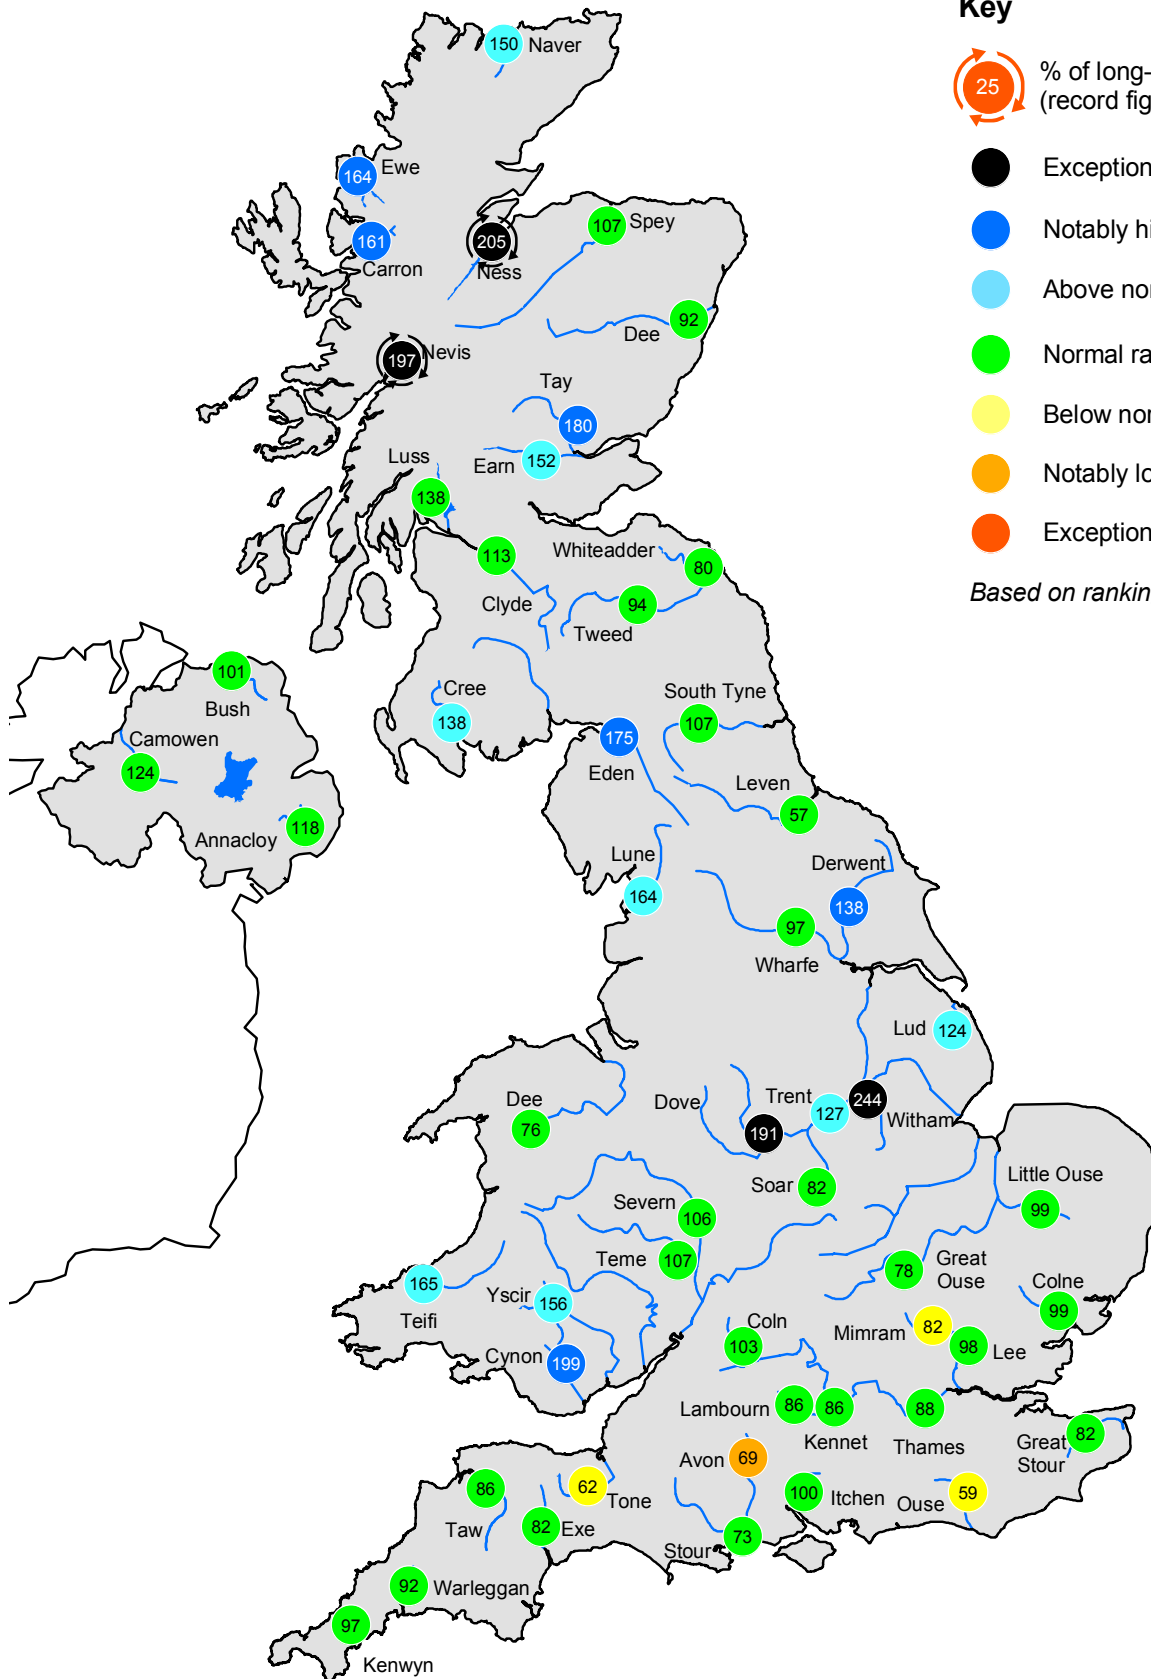 Key
25
% of long-
(record fig
Exception
Notably hi
Above nor
Normal ra
Below nor
Notably lo
Exception
Based on rankin
150 Naver
164 Ewe
161
Carron
205
Ness
107 Spey
92
Dee
197 Nevis
Tay
180
Earn 152
Luss
138
113
Clyde
Whiteadder
80
94
Tweed
101
Bush
Camowen
124
118
Annacloy
Cree
138
South Tyne
107
175
Eden
Leven
57
Lune
164
Derwent
138
97
Wharfe
Lud 124
Dee
76
Dove
191
Trent
127
244
Witham
Soar 82
Little Ouse
99
Severn
106
Teme 107
78
Great
Ouse
Colne
99
165
Teifi
Yscir
156
Cynon 199
Coln
103
Mimram 82
98 Lee
Lambourn 86
86
Kennet
88
Thames
82
Great
Stour
Avon 69
100 Itchen
Ouse 59
62
Tone
86
Taw
82 Exe
Stour 73
92 Warleggan
97
Kenwyn